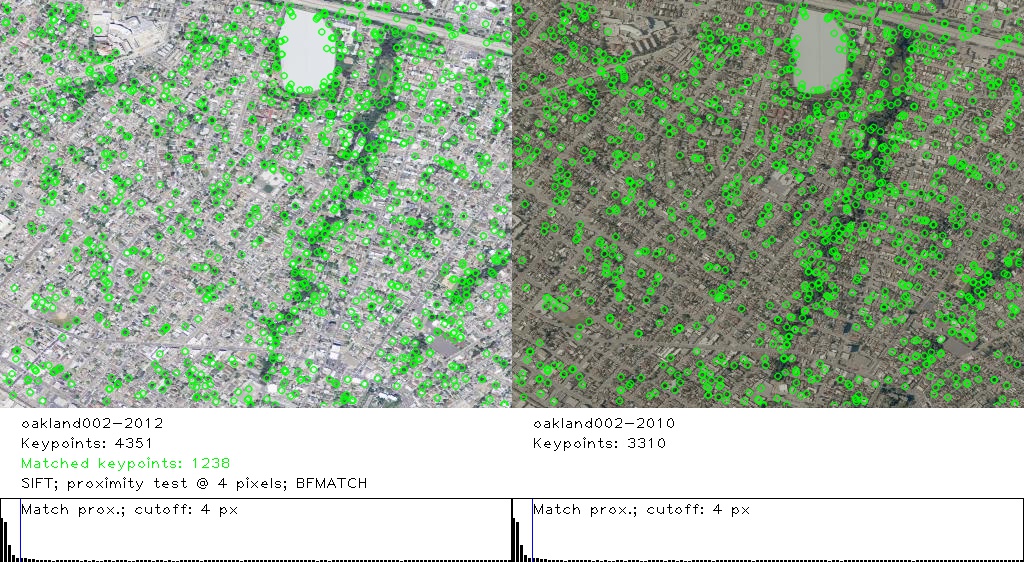 oakland002-2012
Keypoints: 4351
Matched keypoints: 1238
SIFT; proximity test @ 4 pixels; BFMATCH
oakland002-2010
Keypoints: 3310
Match prox.; cutoff: 4 px
Match prox.; cutoff: 4 px